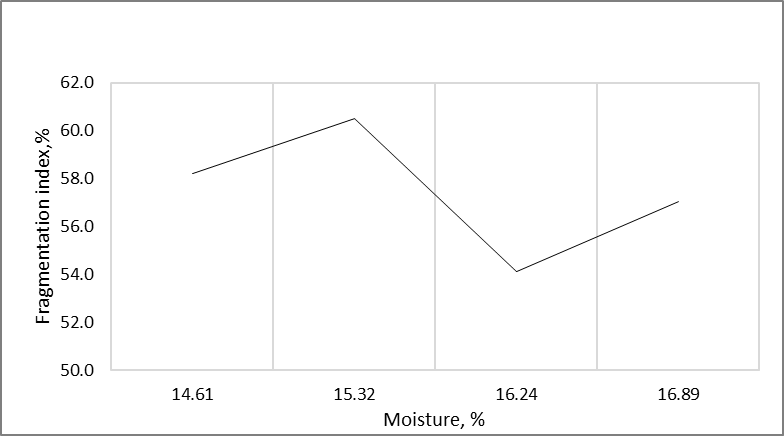 Fragmentation index,%
62.0
60.0
58.0
56.0
54.0
52.0
50.0
14.61 15.32 16.24 16.89
Moisture, %